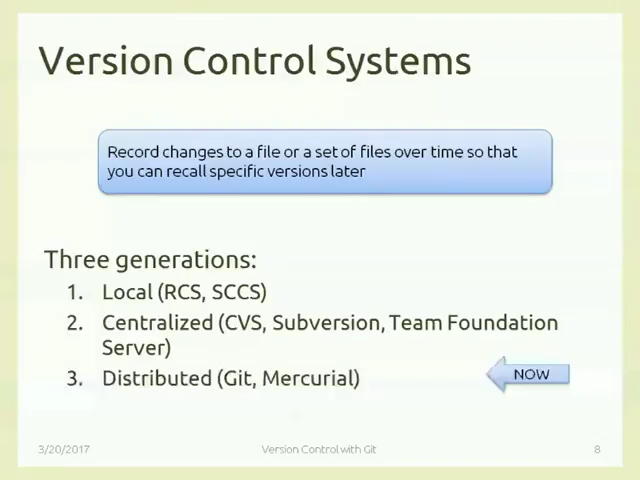 Version Control Systems
Record changes to a file or a set of files over time so that
you can recall specific versions later
Three generations:
1. Local (RCS, SCCS)
2. Centralized (CVS, Subversion, Team Foundation
Server)
3. Distributed (Git, Mercurial)
NOW
3/20/2017 Version Control with Git 8